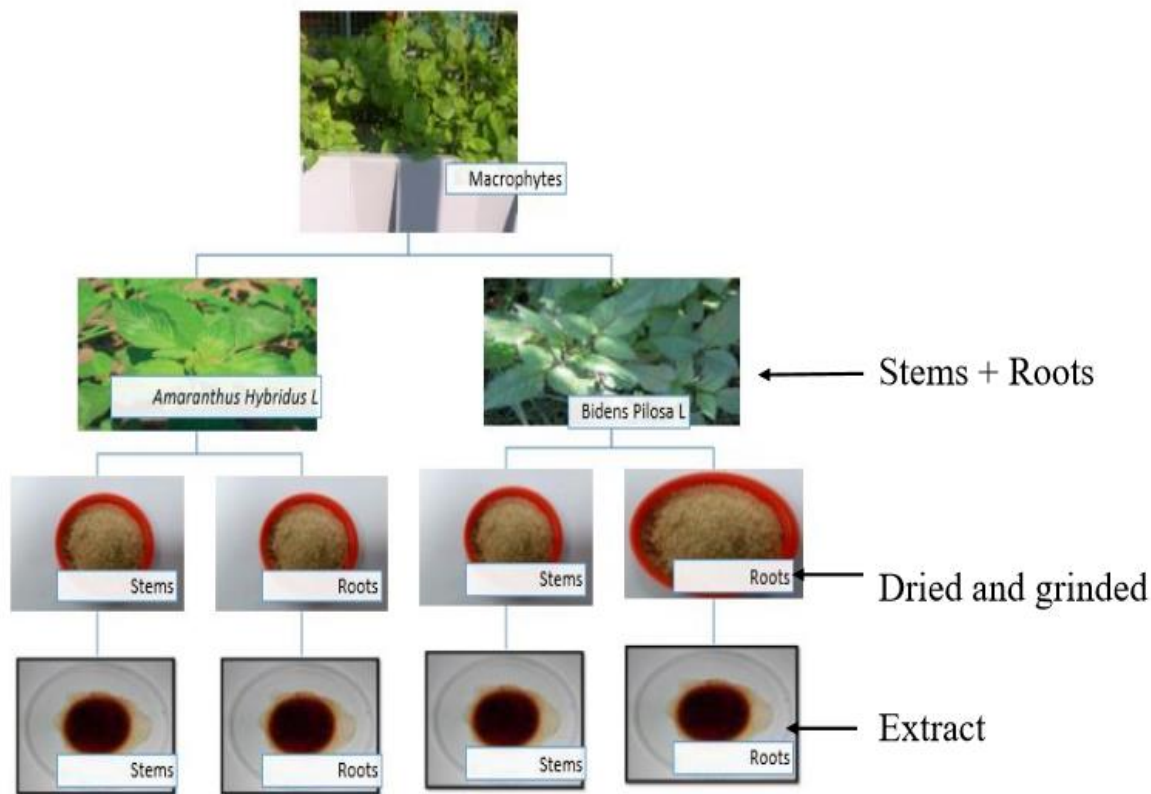 Macrophytes
Amaranthus Hybridus L
Bidens Pilosa L
Stems + Roots
Stems
Roots
Stems
Roots
Dried and grinded
Stems
Roots
Stems
Roots
Extract